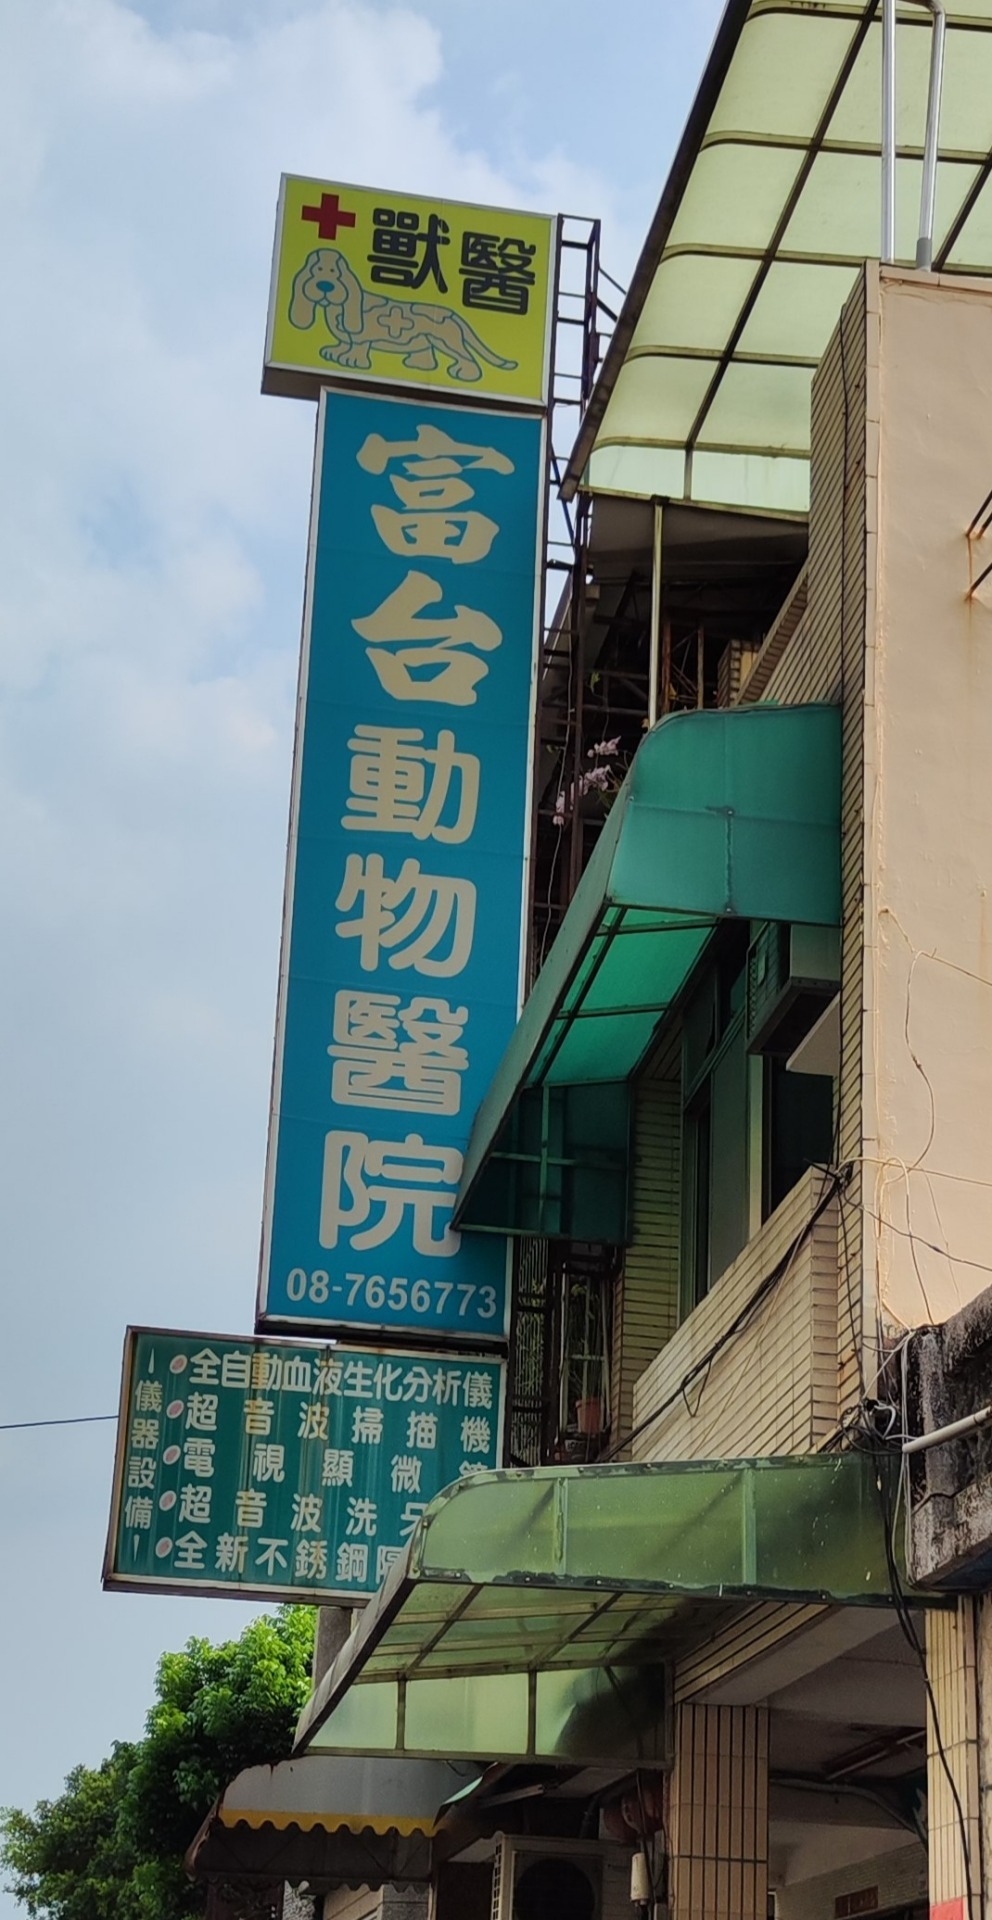 獸醫
富台動物醫院
08-7656773
儀器設備
全自動血液生化分析儀
超音波掃描機
電視顯微
超音波洗
全新不銹鋼